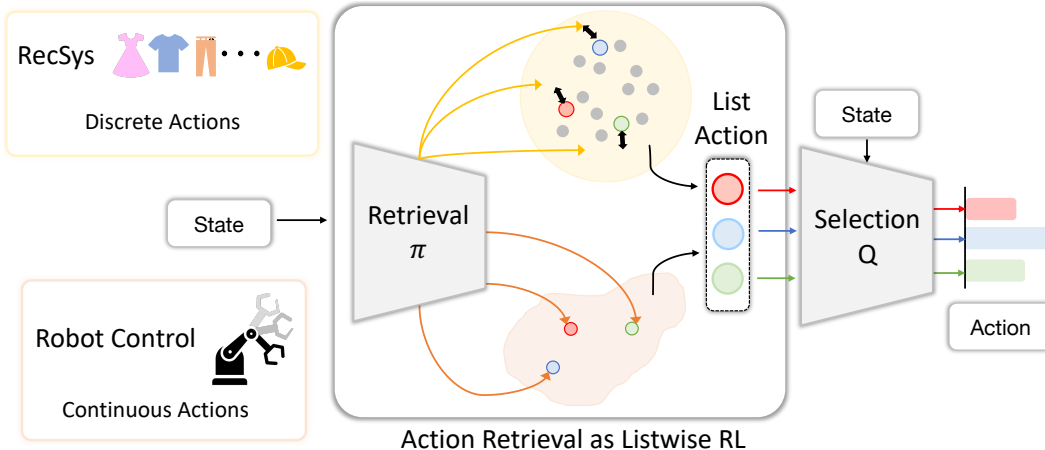 RecSys
Discrete Actions
State
Robot Control
Continuous Actions
Retrieval
π
List
Action
State
Selection
Q
Action
Action Retrieval as Listwise RL